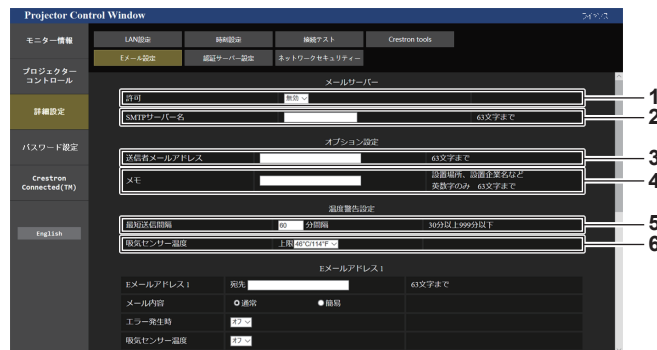 Projector Control Window
モニター情報
プロジェクター
コントロール
詳細設定
パスワード設定
Crestron
Connected(TM)
English
LAN設定 時刻設定 接続テスト Crestron tools
Eメール設定 認証サーバー設定 ネットワークセキュリティー
メールサーバー
許可 無効 1
SMTPサーバー名 63文字まで 2
オプション設定
送信者メールアドレス 63文字まで 3
メモ 設置場所、設置企業名など
英数字のみ 63文字まで 4
温度警告設定
最短送信間隔 60 分間隔 30分以上999分以下 5
吸気センサー温度 上限 46°C/114°F 6
Eメールアドレス 1
Eメールアドレス 1 宛先 63文字まで
メール内容 通常 簡易
エラー発生時 オフ
吸気センサー温度 オフ